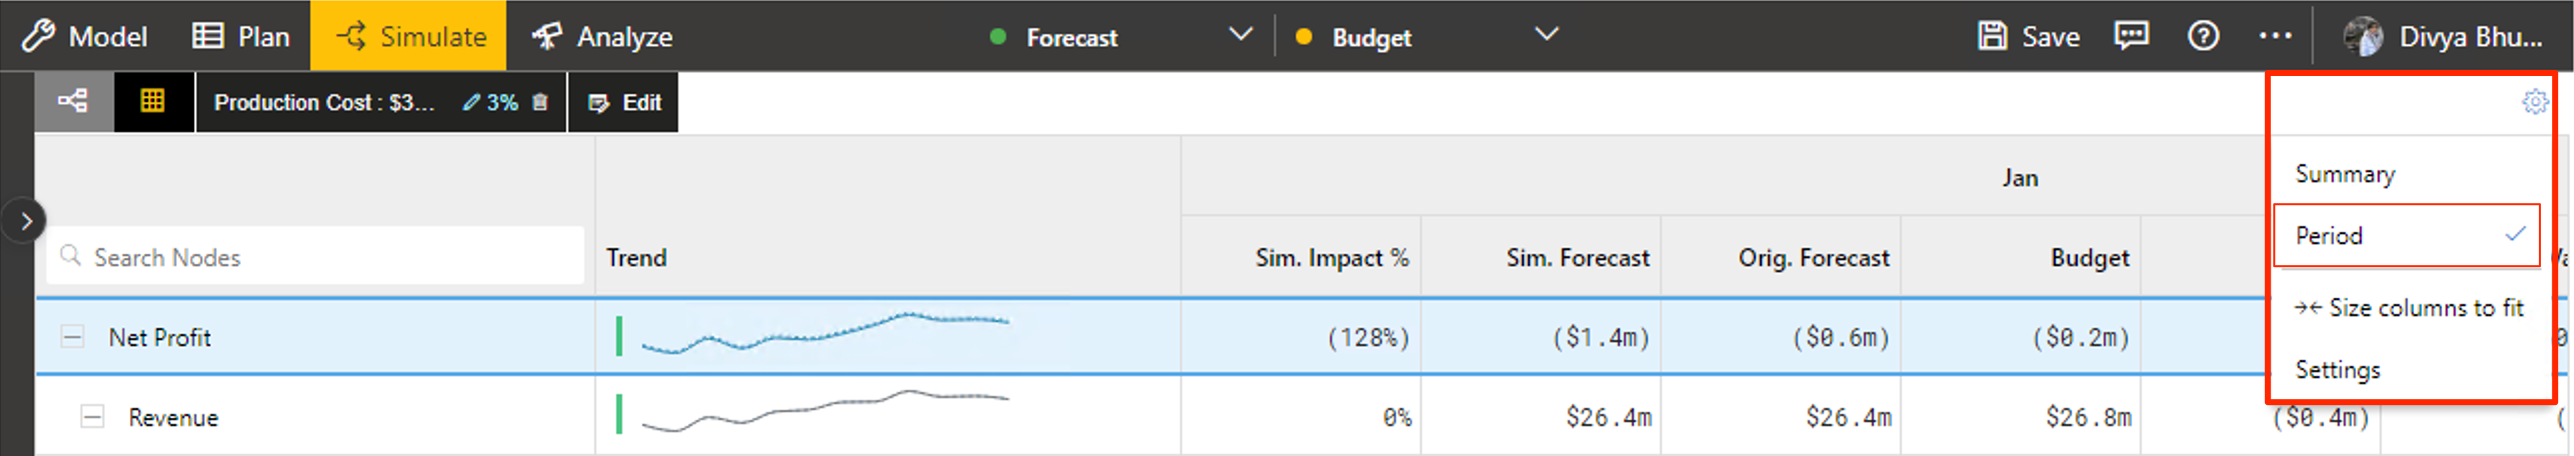 Model Plan Simulate Analyze Forecast Budget Save Divya Bhu...
Production Cost : $3... 3% Edit
Summary
Jan
Period
Search Nodes Trend Sim. Impact % Sim. Forecast Orig. Forecast Budget
Size columns to fit
Net Profit (128%) ($1.4m) ($0.6m) ($0.2m)
Settings
Revenue 0% $26.4m $26.4m $26.8m ($0.4m)